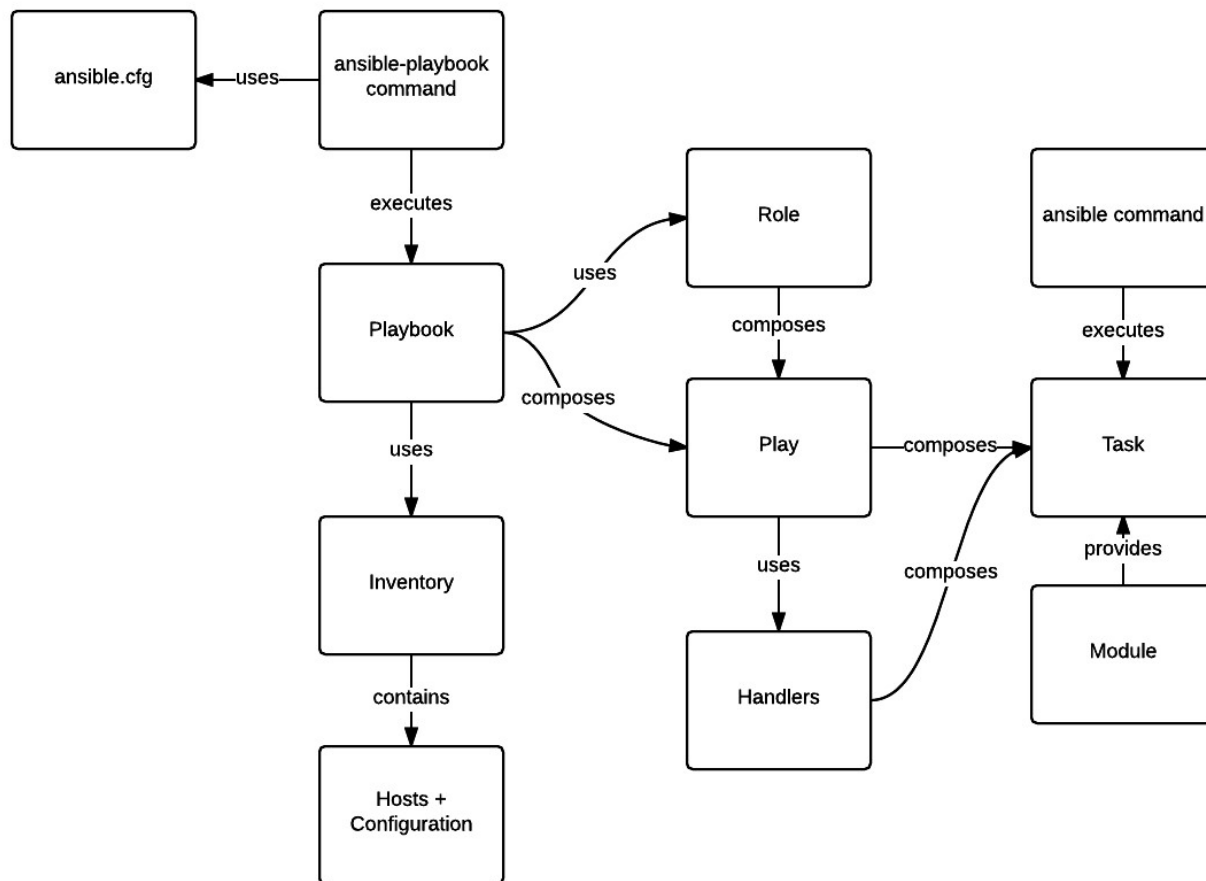 ansible.cfg
uses
ansible-playbook
command
executes
Role
ansible command
uses
composes
executes
Playbook
composes
uses
Play
composes
Task
provides
uses
composes
Inventory
Module
contains
Handlers
Hosts +
Configuration